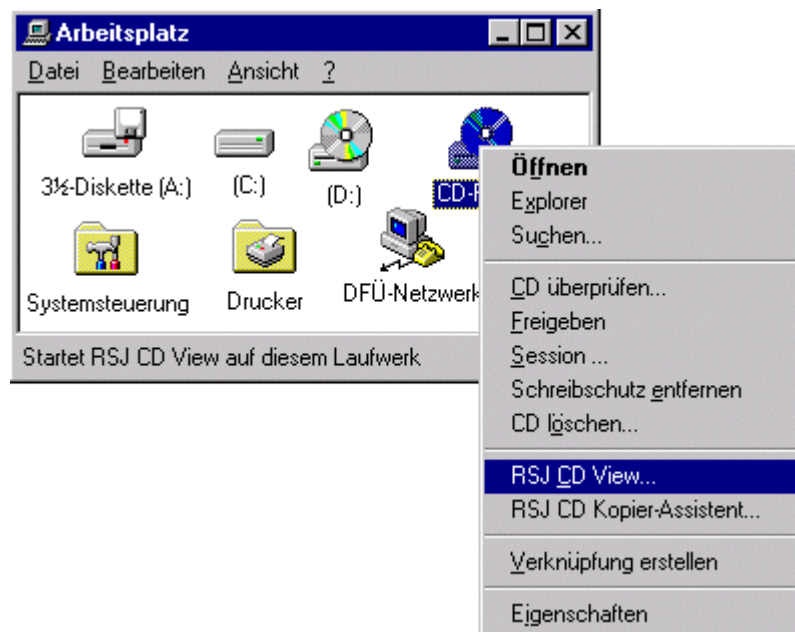 Arbeitsplatz
Datei Bearbeiten Ansicht ?
3½-Diskette (A:) (C:) (D:)
Systemsteuerung Drucker DFÜ-Netzwerk
Startet RSJ CD View auf diesem Laufwerk
Öffnen
Explorer
Suchen...
CD überprüfen...
Freigeben
Session ...
Schreibschutz entfernen
CD löschen...
RSJ CD View...
RSJ CD Kopier-Assistent...
Verknüpfung erstellen
Eigenschaften